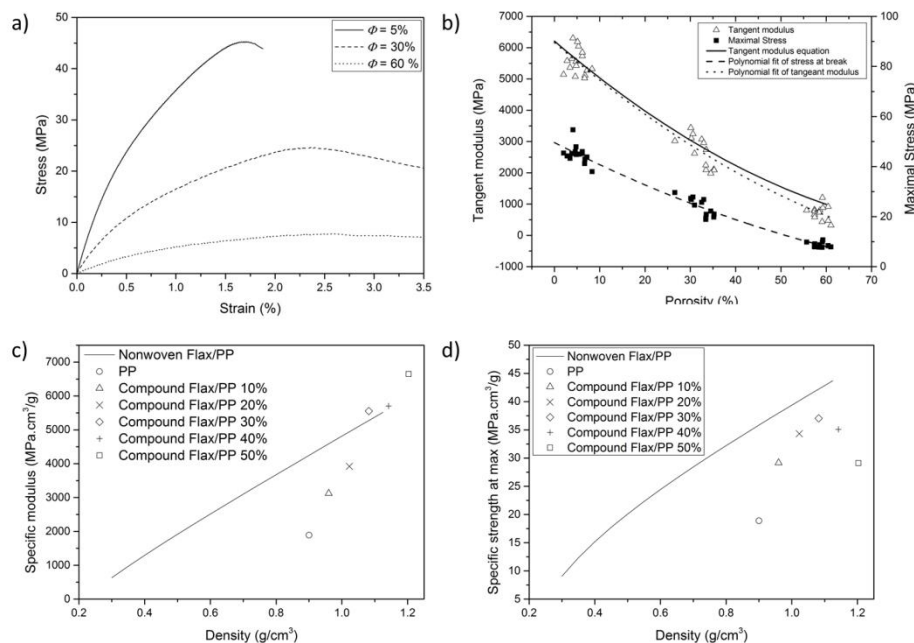 a)
Φ = 5%
Φ = 30%
Φ = 60 %
Stress (MPa)
50
45
40
35
30
25
20
15
10
5
0
0.0 0.5 1.0 1.5 2.0 2.5 3.0 3.5
Strain (%)
b)
Tangent modulus
Maximal Stress
Tangent modulus equation
Polynomial fit of stress at break
Polynomial fit of tangeant modulus
Tangent modulus (MPa)
7000
6000
5000
4000
3000
2000
1000
0
-1000
Maximal Stress (MPa)
100
80
60
40
20
0
0 10 20 30 40 50 60 70
Porosity (%)
c)
Nonwoven Flax/PP
PP
Compound Flax/PP 10%
Compound Flax/PP 20%
Compound Flax/PP 30%
Compound Flax/PP 40%
Compound Flax/PP 50%
Specific modulus (MPa.cm³/g)
7000
6000
5000
4000
3000
2000
1000
0
0.2 0.4 0.6 0.8 1.0 1.2
Density (g/cm³)
d)
Nonwoven Flax/PP
PP
Compound Flax/PP 10%
Compound Flax/PP 20%
Compound Flax/PP 30%
Compound Flax/PP 40%
Compound Flax/PP 50%
Specific strength at max (MPa.cm³/g)
50
45
40
35
30
25
20
15
10
5
0.2 0.4 0.6 0.8 1.0 1.2
Density (g/cm³)